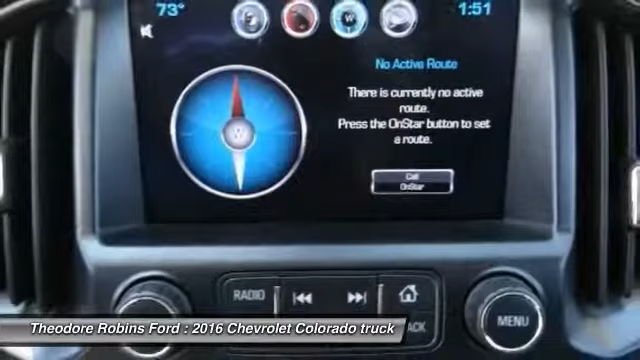 73°
1:51
W
No Active Route
There is currently no active
route.
Press the OnStar button to set
a route.
Call
OnStar
RADIO
MENU
BACK
Theodore Robins Ford : 2016 Chevrolet Colorado truck